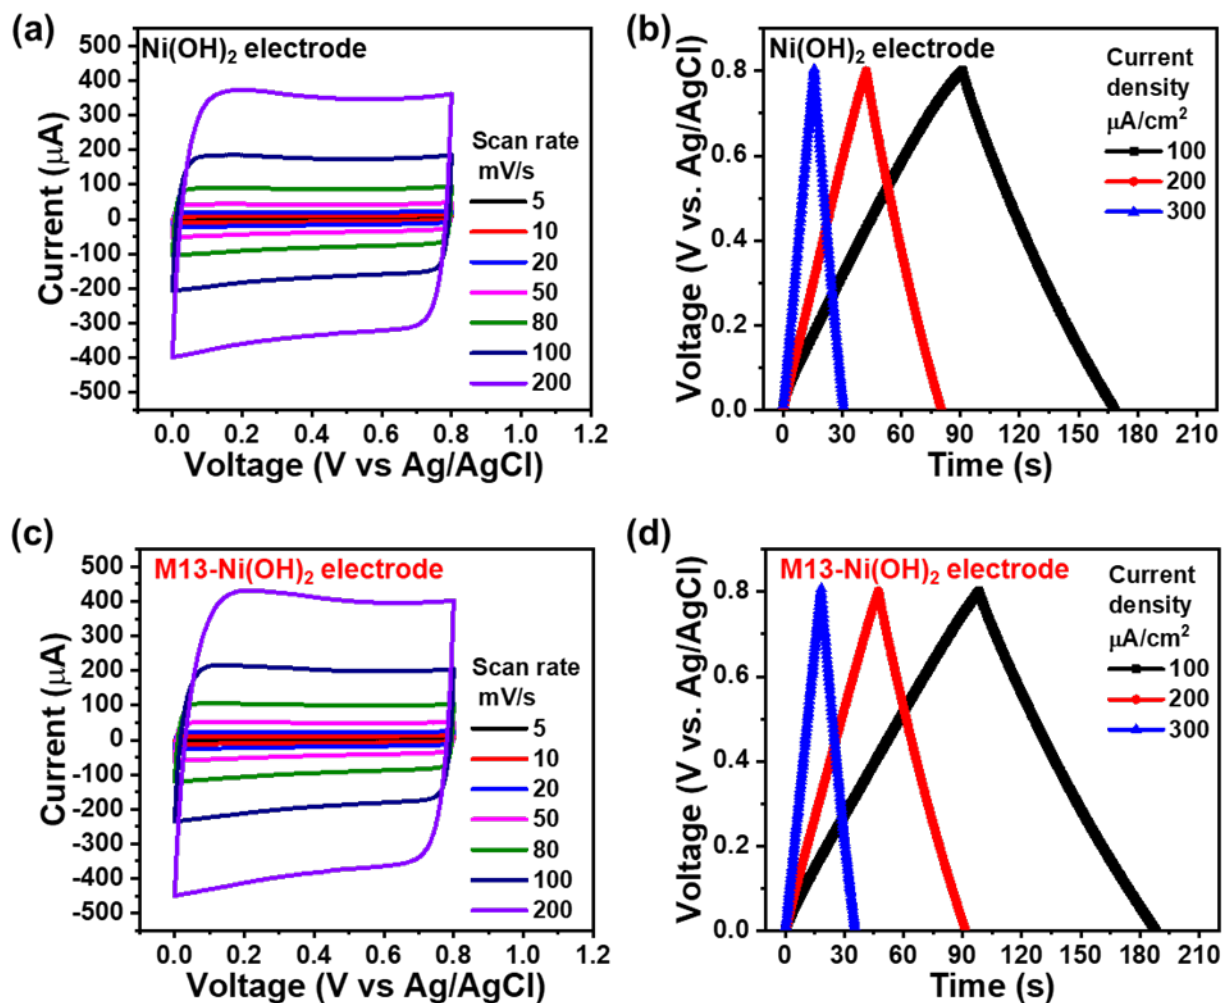 (a)
Ni(OH)₂ electrode
500
400
300
200
100
0
-100
-200
-300
-400
-500
Current (μA)
Scan rate
mV/s
5
10
20
50
80
100
200
0.0 0.2 0.4 0.6 0.8 1.0 1.2
Voltage (V vs Ag/AgCl)
(b)
Ni(OH)₂ electrode
0.8
0.6
0.4
0.2
0.0
Voltage (V vs. Ag/AgCl)
Current
density
μA/cm²
100
200
300
0 30 60 90 120 150 180 210
Time (s)
(c)
M13-Ni(OH)₂ electrode
500
400
300
200
100
0
-100
-200
-300
-400
-500
Current (μA)
Scan rate
mV/s
5
10
20
50
80
100
200
0.0 0.2 0.4 0.6 0.8 1.0 1.2
Voltage (V vs Ag/AgCl)
(d)
M13-Ni(OH)₂ electrode
0.8
0.6
0.4
0.2
0.0
Voltage (V vs. Ag/AgCl)
Current
density
μA/cm²
100
200
300
0 30 60 90 120 150 180 210
Time (s)